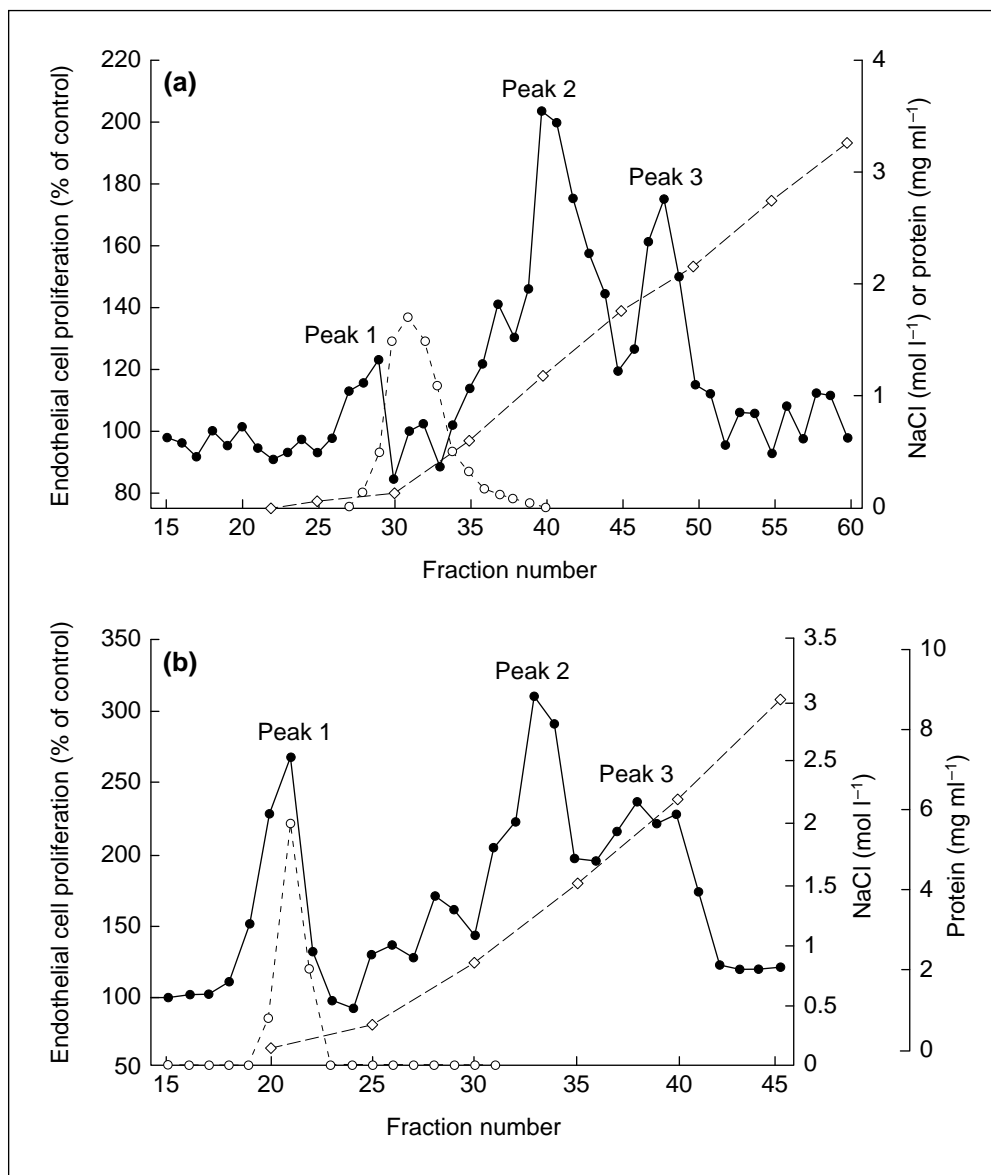 (a)
Peak 1
Peak 2
Peak 3
Endothelial cell proliferation (% of control)
220
200
180
160
140
120
100
80
4
3
2
1
0
NaCl (mol l⁻¹) or protein (mg ml⁻¹)
15 20 25 30 35 40 45 50 55 60
Fraction number
(b)
Peak 1
Peak 2
Peak 3
Endothelial cell proliferation (% of control)
350
300
250
200
150
100
50
3.5
3
2.5
2
1.5
1
0.5
0
NaCl (mol l⁻¹)
10
8
6
4
2
0
Protein (mg ml⁻¹)
15 20 25 30 35 40 45
Fraction number